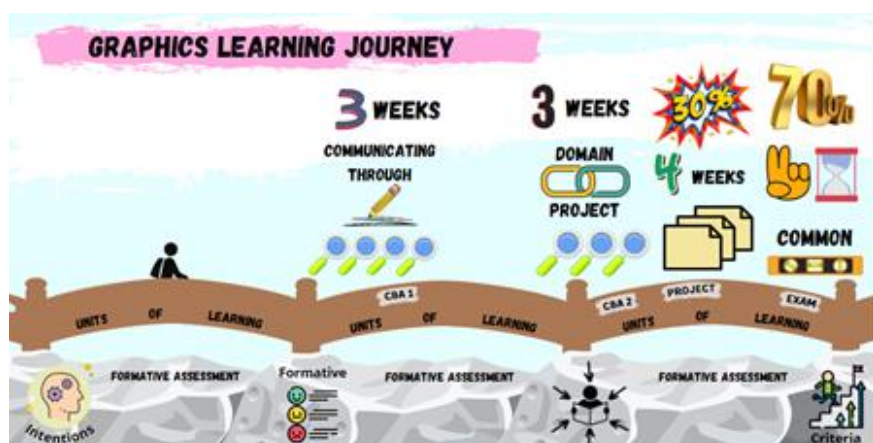 GRAPHICS LEARNING JOURNEY
3 WEEKS
COMMUNICATING
THROUGH
3 WEEKS
DOMAIN
PROJECT
30%
4 WEEKS
70%
COMMON
CBA 1
CBA 2
PROJECT
EXAM
UNITS OF LEARNING
UNITS OF LEARNING
UNITS OF LEARNING
FORMATIVE ASSESSMENT
Formative
FORMATIVE ASSESSMENT
FORMATIVE ASSESSMENT
Intentions
Criteria